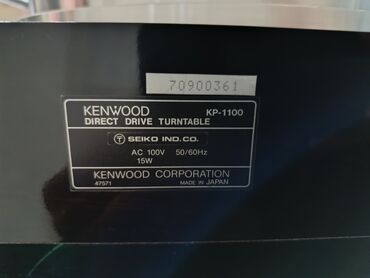 70900361
KENWOOD KP-1100
DIRECT DRIVE TURNTABLE
T SEIKO IND.CO.
AC 100V 50/60Hz
15W
KENWOOD CORPORATION
47571 MADE IN JAPAN